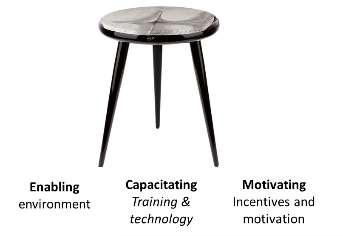 Enabling
environment
Capacitating
Training &
technology
Motivating
Incentives and
motivation